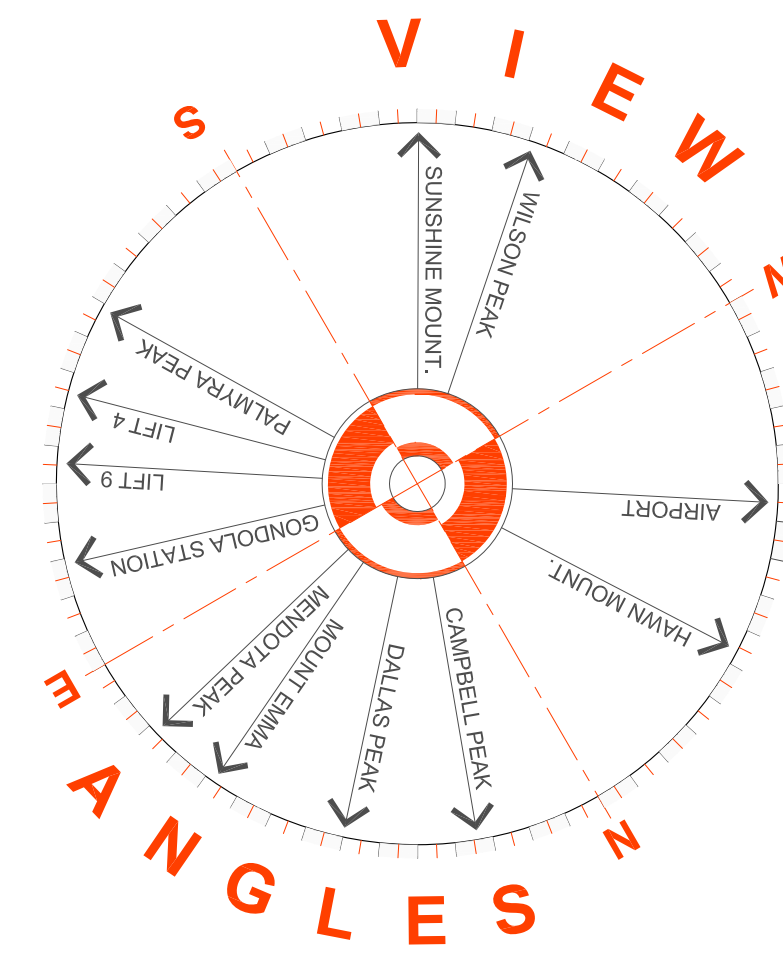 VIEW
S
SUNSHINE MOUNT.
WILSON PEAK
PALMYRA PEAK
LIFT 4
LIFT 9
GONDOLA STATION
AIRPORT
HAWN MOUNT.
MENDOTA PEAK
MOUNT EMMA
DALLAS PEAK
CAMPBELL PEAK
E
N
ANGLES